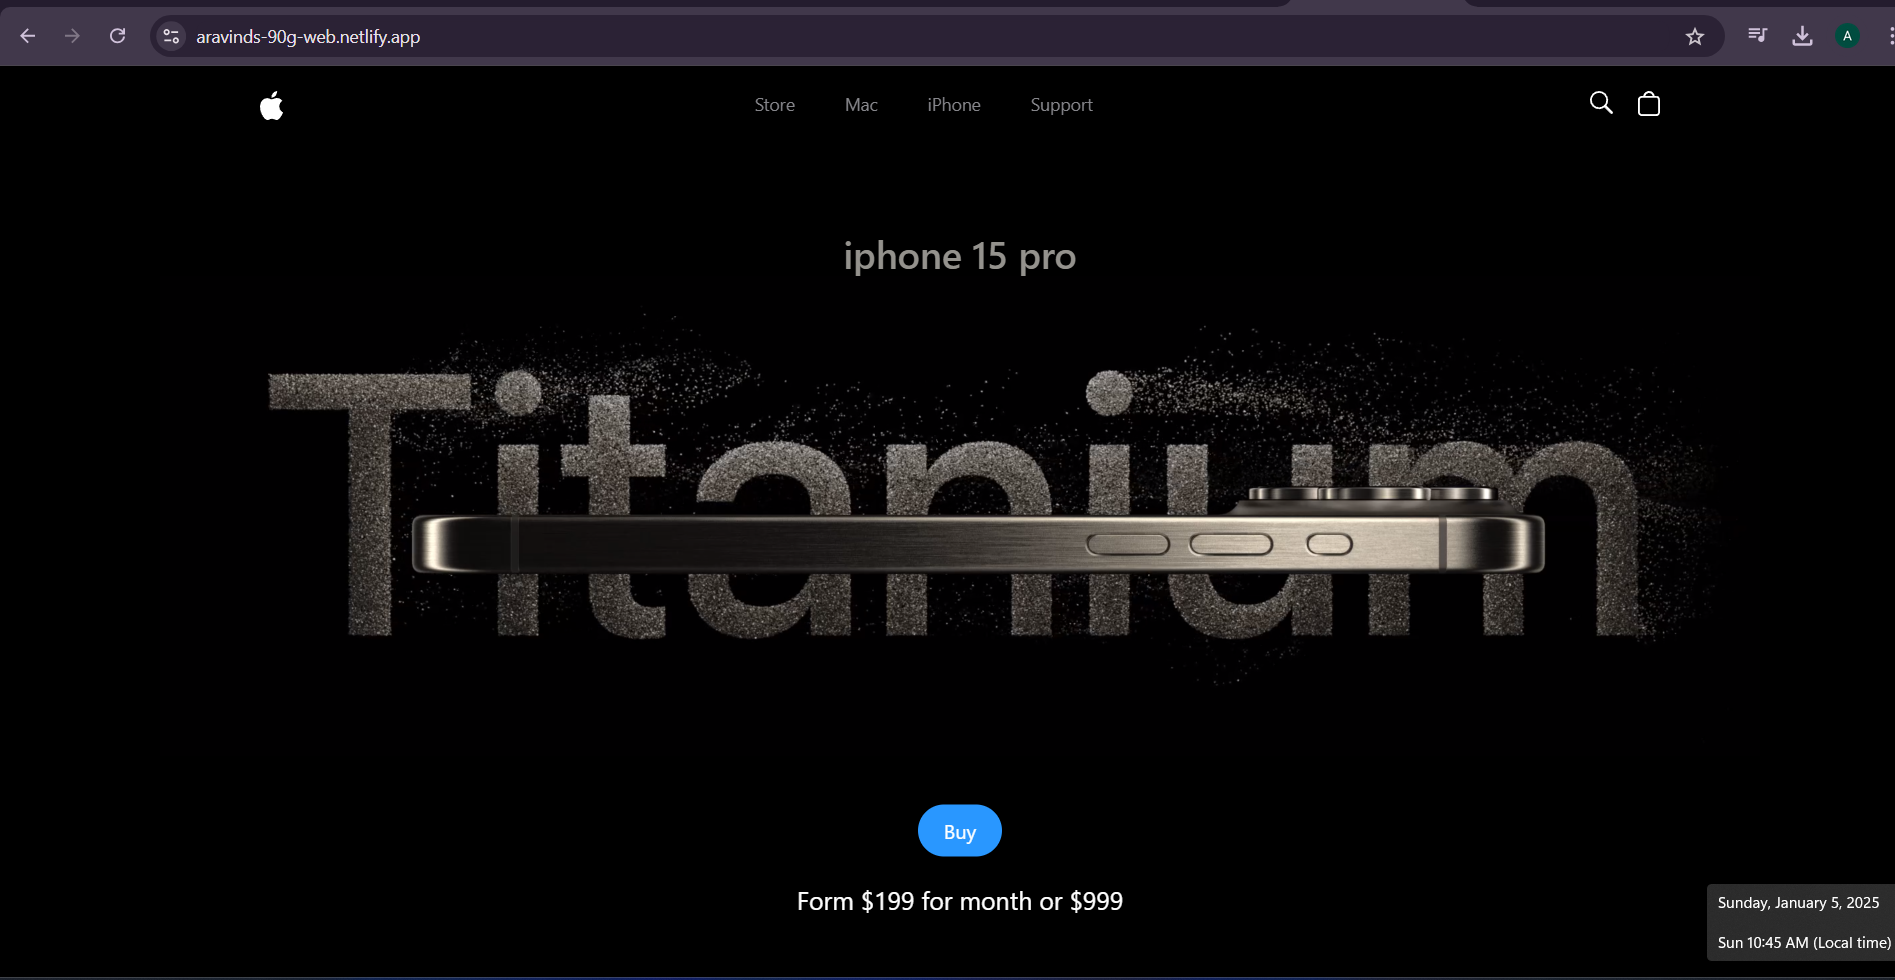 aravinds-90g-web.netlify.app
A
Store Mac iPhone Support
iphone 15 pro
Titanium
Buy
Form $199 for month or $999
Sunday, January 5, 2025
Sun 10:45 AM (Local time)